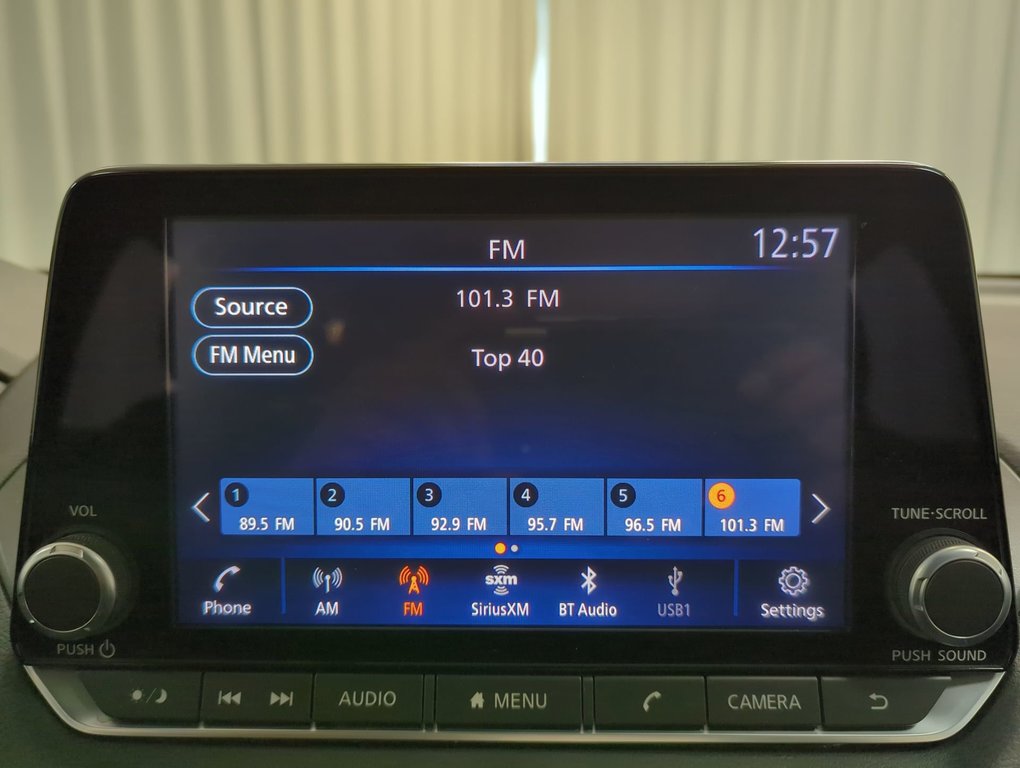 FM
12:57
Source
101.3 FM
FM Menu
Top 40
1 2 3 4 5 6
89.5 FM 90.5 FM 92.9 FM 95.7 FM 96.5 FM 101.3 FM
VOL
TUNE·SCROLL
sxm
Phone AM FM SiriusXM BT Audio USB1 Settings
PUSH
PUSH SOUND
AUDIO MENU CAMERA